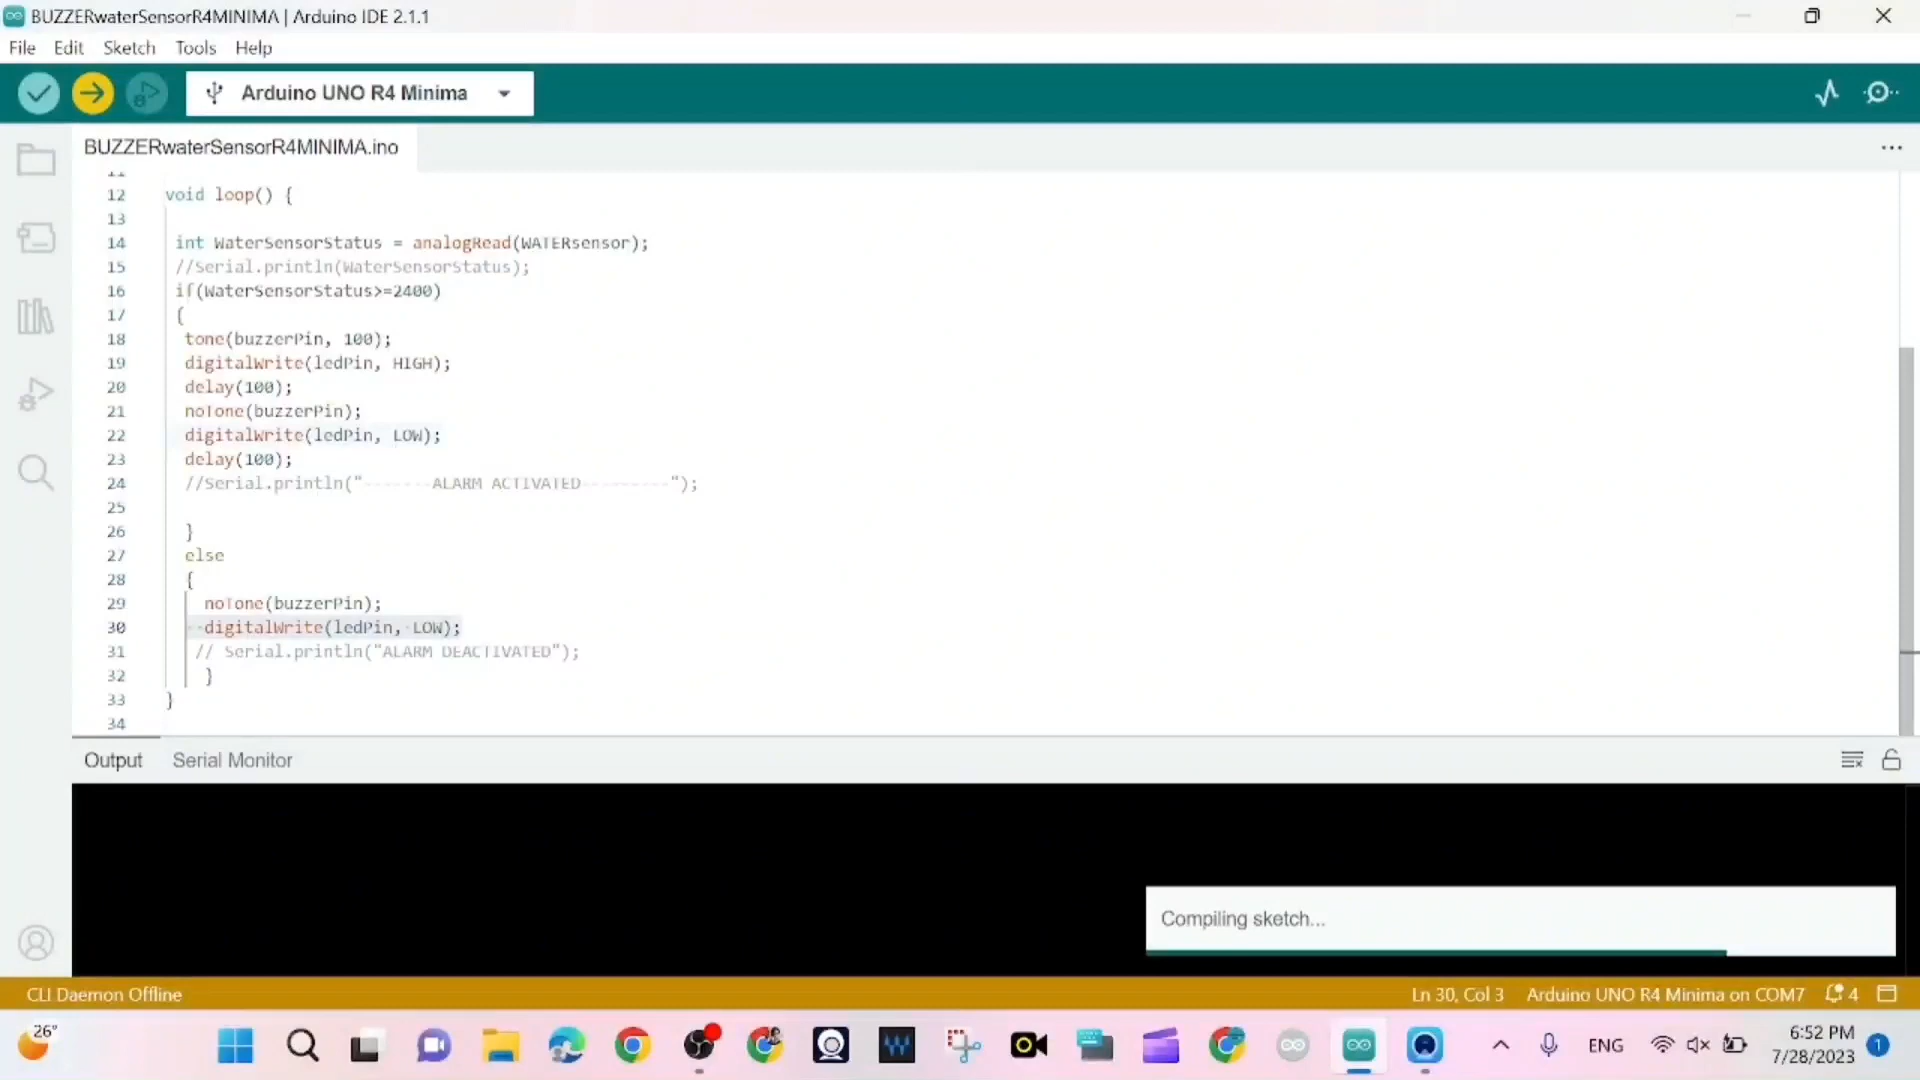 BUZZERwaterSensorR4MINIMA | Arduino IDE 2.1.1
File Edit Sketch Tools Help
Arduino UNO R4 Minima
BUZZERwaterSensorR4MINIMA.ino
11
12 void loop() {
13
14 int WaterSensorStatus = analogRead(WATERsensor);
15 //Serial.println(WaterSensorStatus);
16 if(WaterSensorStatus>=2400)
17 {
18 tone(buzzerPin, 100);
19 digitalWrite(ledPin, HIGH);
20 delay(100);
21 noTone(buzzerPin);
22 digitalWrite(ledPin, LOW);
23 delay(100);
24 //Serial.println("-------ALARM ACTIVATED---------");
25
26 }
27 else
28 {
29 noTone(buzzerPin);
30 digitalWrite(ledPin, LOW);
31 // Serial.println("ALARM DEACTIVATED");
32 }
33 }
34
Output Serial Monitor
Compiling sketch...
CLI Daemon Offline Ln 30, Col 3 Arduino UNO R4 Minima on COM7 4
26° ENG 6:52 PM 1
7/28/2023